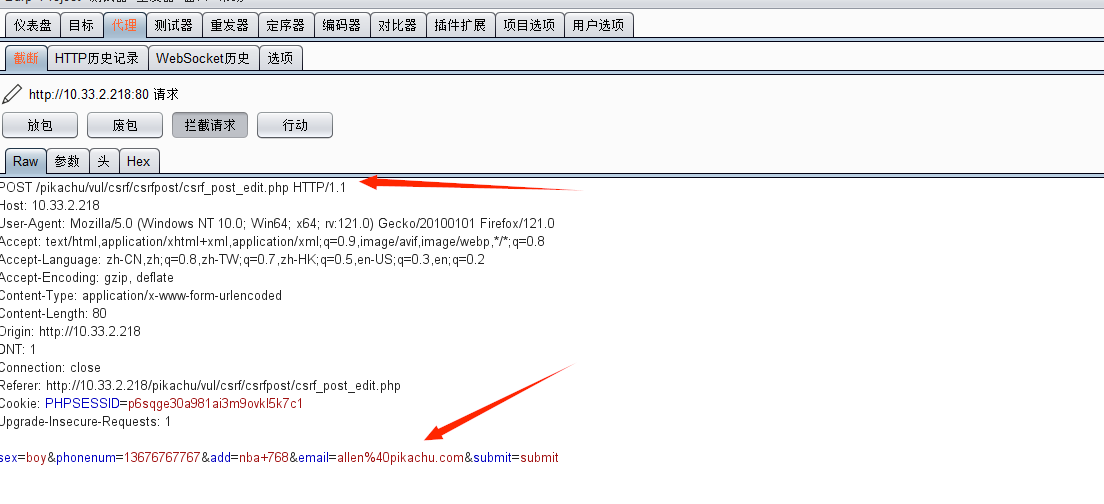 仪表盘 目标 代理 测试器 重发器 定序器 编码器 对比器 插件扩展 项目选项 用户选项
截断 HTTP历史记录 WebSocket历史 选项
http://10.33.2.218:80 请求
放包 废包 拦截请求 行动
Raw 参数 头 Hex
POST /pikachu/vul/csrf/csrfpost/csrf_post_edit.php HTTP/1.1
Host: 10.33.2.218
User-Agent: Mozilla/5.0 (Windows NT 10.0; Win64; x64; rv:121.0) Gecko/20100101 Firefox/121.0
Accept: text/html,application/xhtml+xml,application/xml;q=0.9,image/avif,image/webp,*/*;q=0.8
Accept-Language: zh-CN,zh;q=0.8,zh-TW;q=0.7,zh-HK;q=0.5,en-US;q=0.3,en;q=0.2
Accept-Encoding: gzip, deflate
Content-Type: application/x-www-form-urlencoded
Content-Length: 80
Origin: http://10.33.2.218
DNT: 1
Connection: close
Referer: http://10.33.2.218/pikachu/vul/csrf/csrfpost/csrf_post_edit.php
Cookie: PHPSESSID=p6sqge30a981ai3m9ovkl5k7c1
Upgrade-Insecure-Requests: 1
sex=boy&phonenum=13676767767&add=nba+768&email=allen%40pikachu.com&submit=submit